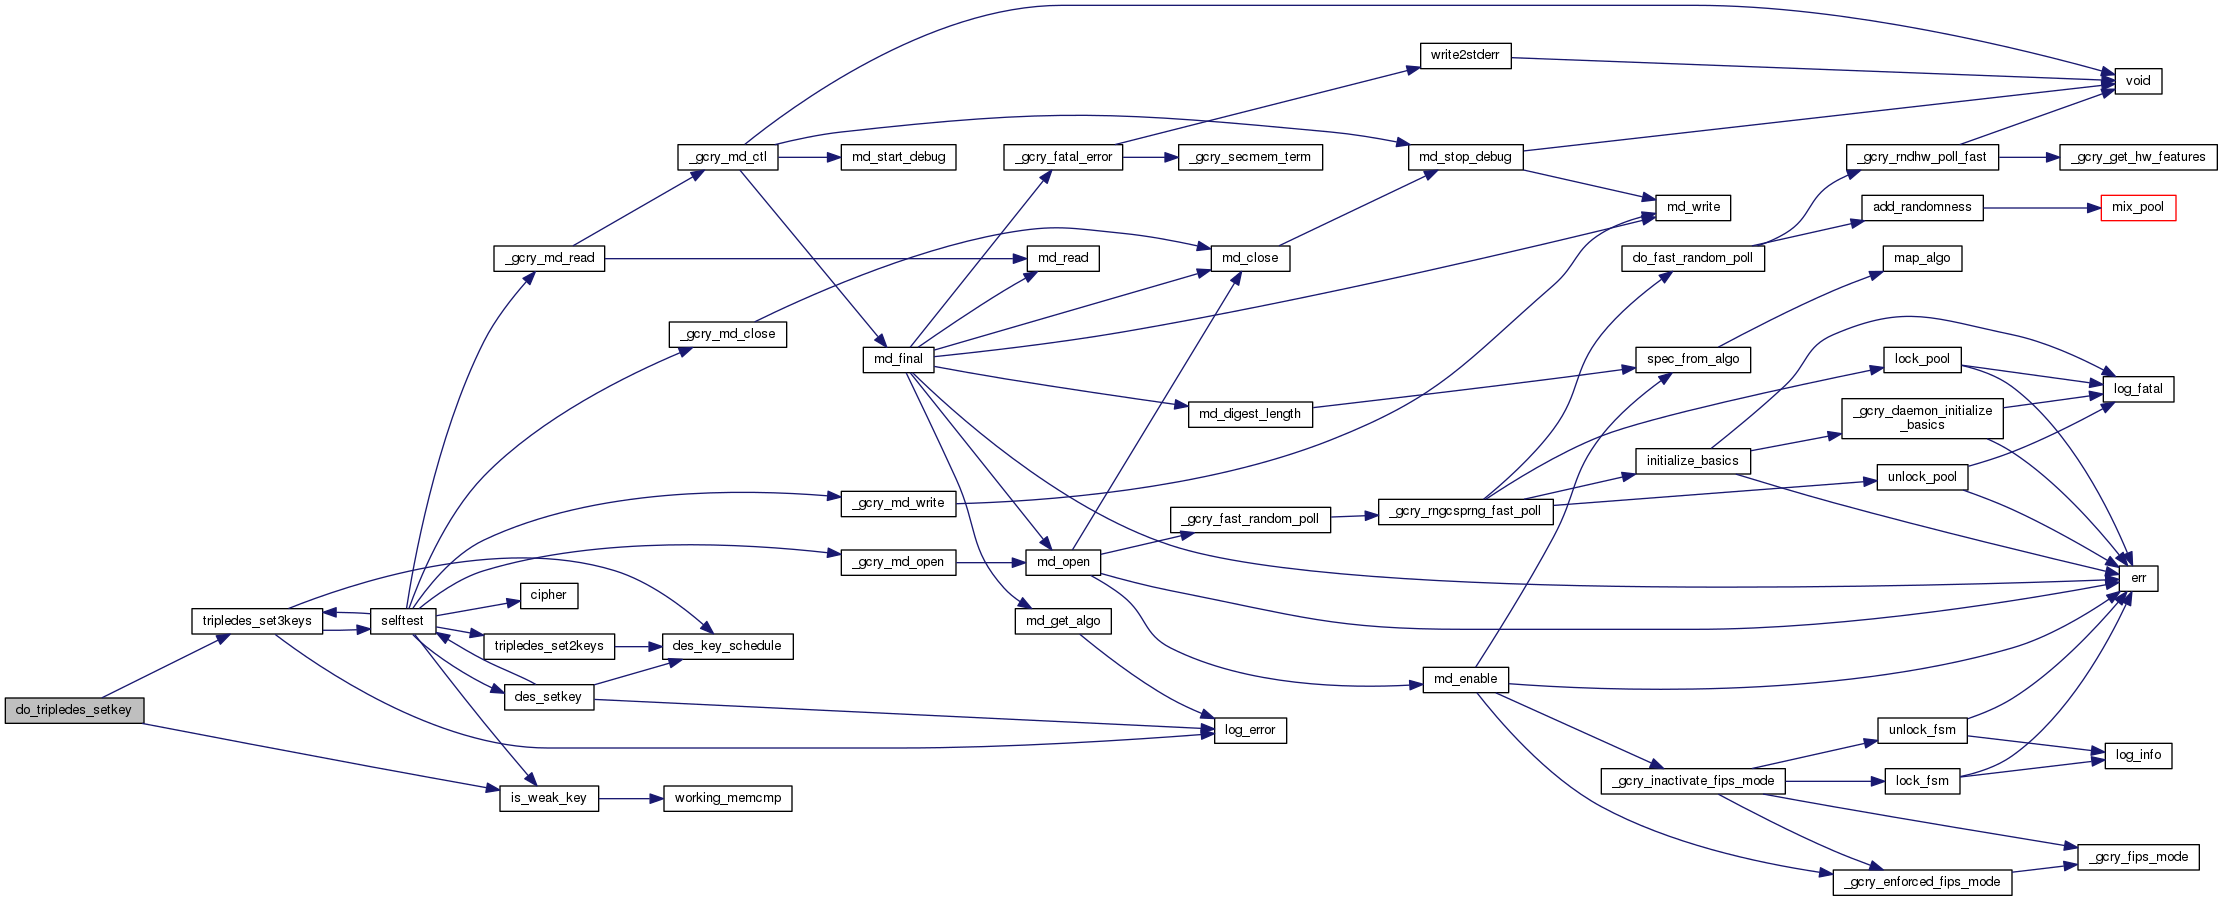 write2stderr
void
_gcry_md_ctl
md_start_debug
_gcry_fatal_error
_gcry_secmem_term
md_stop_debug
_gcry_rndhw_poll_fast
_gcry_get_hw_features
md_write
add_randomness
mix_pool
_gcry_md_read
md_read
md_close
do_fast_random_poll
map_algo
_gcry_md_close
md_final
spec_from_algo
lock_pool
log_fatal
md_digest_length
_gcry_daemon_initialize
_basics
initialize_basics
unlock_pool
_gcry_md_write
_gcry_fast_random_poll
_gcry_rngcsprng_fast_poll
_gcry_md_open
md_open
err
cipher
tripledes_set3keys
selftest
md_get_algo
tripledes_set2keys
des_key_schedule
md_enable
des_setkey
do_tripledes_setkey
log_error
unlock_fsm
log_info
_gcry_inactivate_fips_mode
lock_fsm
is_weak_key
working_memcmp
_gcry_fips_mode
_gcry_enforced_fips_mode